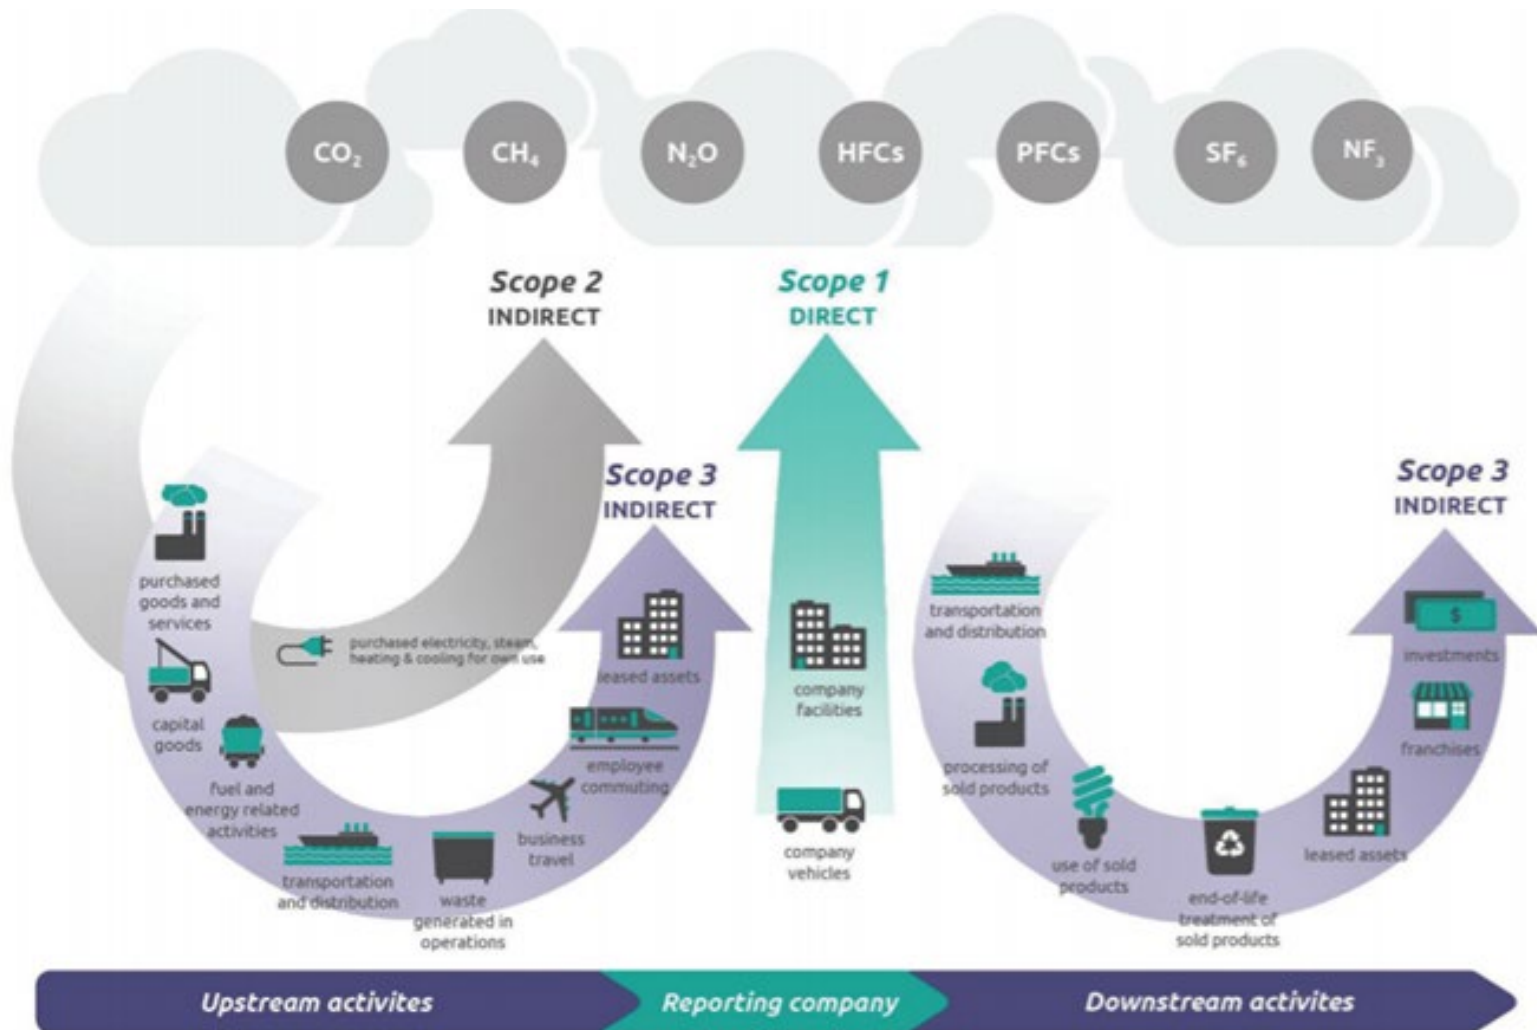 CO₂
CH₄
N₂O
HFCs
PFCs
SF₆
NF₃
Scope 2
INDIRECT
Scope 1
DIRECT
Scope 3
INDIRECT
Scope 3
INDIRECT
purchased
goods and
services
capital
goods
fuel and
energy related
activities
transportation
and distribution
waste
generated in
operations
business
travel
employee
commuting
leased assets
purchased electricity, steam,
heating & cooling for own use
company
facilities
company
vehicles
transportation
and distribution
processing of
sold products
use of sold
products
end-of-life
treatment of
sold products
leased assets
franchises
investments
$
Upstream activites
Reporting company
Downstream activites